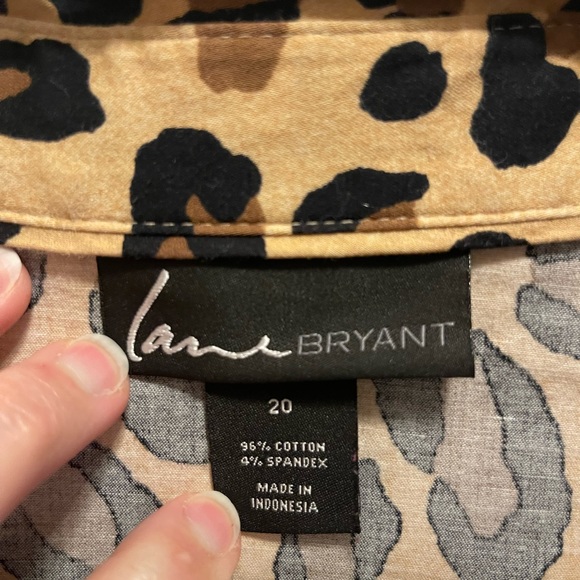 Lane BRYANT
20
96% COTTON
4% SPANDEX
MADE IN
INDONESIA